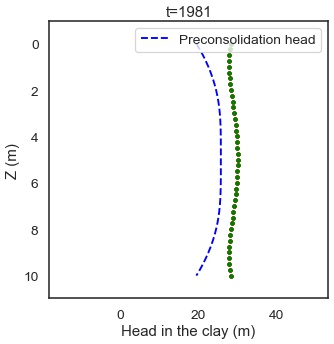 t=1981
Preconsolidation head
0
2
4
6
8
10
Z (m)
0
20
40
Head in the clay (m)